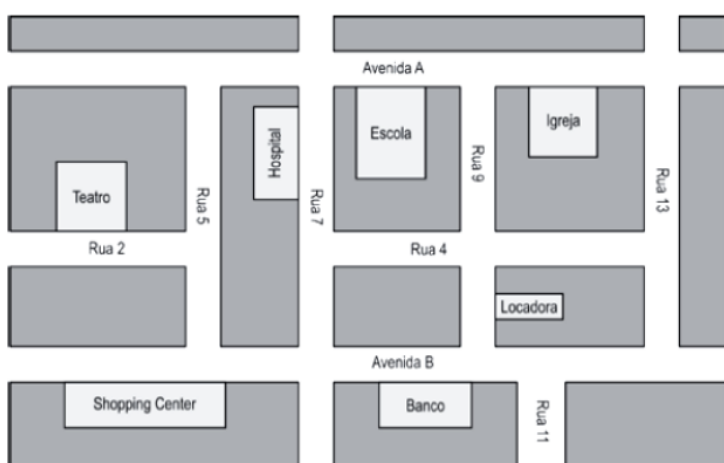 Avenida A
Escola
Igreja
Hospital
Teatro
Rua 5
Rua 7
Rua 9
Rua 13
Rua 2
Rua 4
Locadora
Avenida B
Shopping Center
Banco
Rua 11